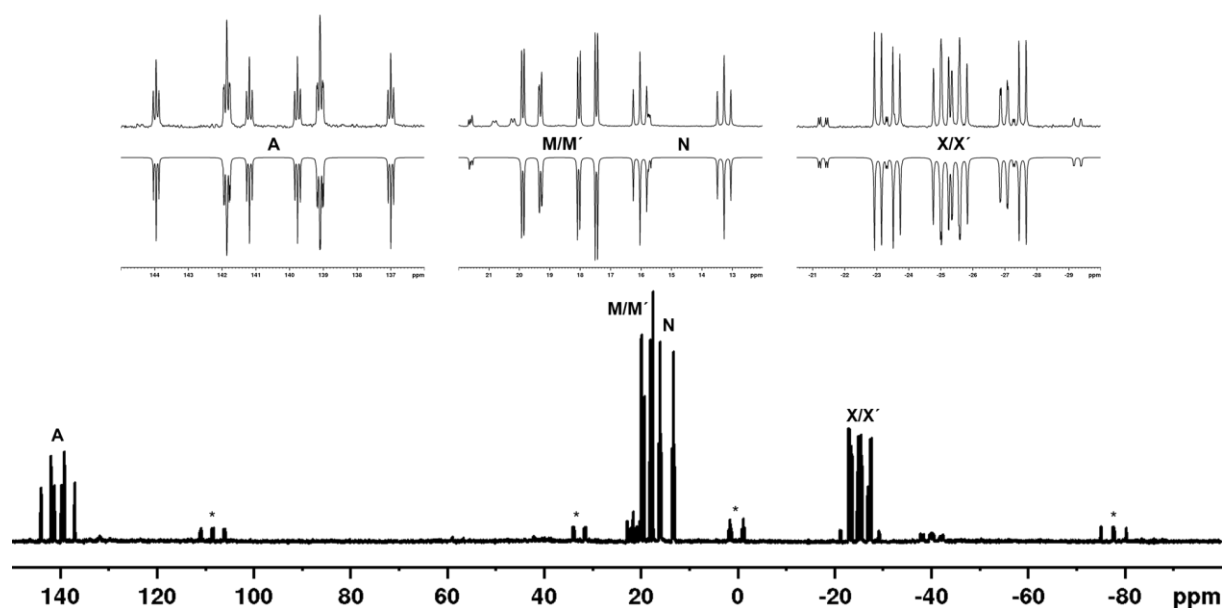 A
M/M´
N
X/X´
144 143 142 141 140 139 138 137 ppm
21 20 19 18 17 16 15 14 13 ppm
-21 -22 -23 -24 -25 -26 -27 -28 -29 ppm
M/M´
N
A
X/X´
*
*
*
*
140 120 100 80 60 40 20 0 -20 -40 -60 -80 ppm